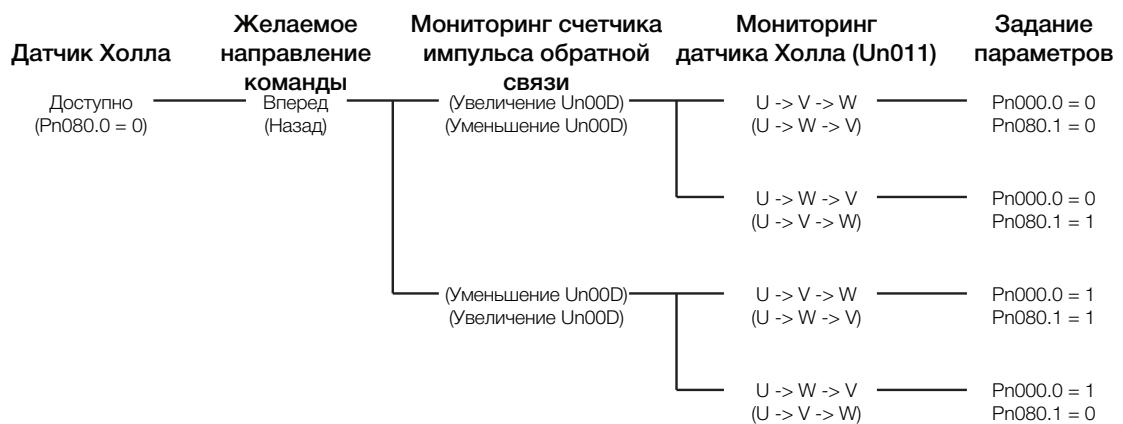 Датчик Холла
Желаемое
направление
команды
Мониторинг счетчика
импульса обратной
связи
Мониторинг
датчика Холла (Un011)
Задание
параметров
Доступно
(Pn080.0 = 0)
Вперед
(Назад)
(Увеличение Un00D)
(Уменьшение Un00D)
U -> V -> W
(U -> W -> V)
Pn000.0 = 0
Pn080.1 = 0
U -> W -> V
(U -> V -> W)
Pn000.0 = 0
Pn080.1 = 1
(Уменьшение Un00D)
(Увеличение Un00D)
U -> V -> W
(U -> W -> V)
Pn000.0 = 1
Pn080.1 = 1
U -> W -> V
(U -> V -> W)
Pn000.0 = 1
Pn080.1 = 0